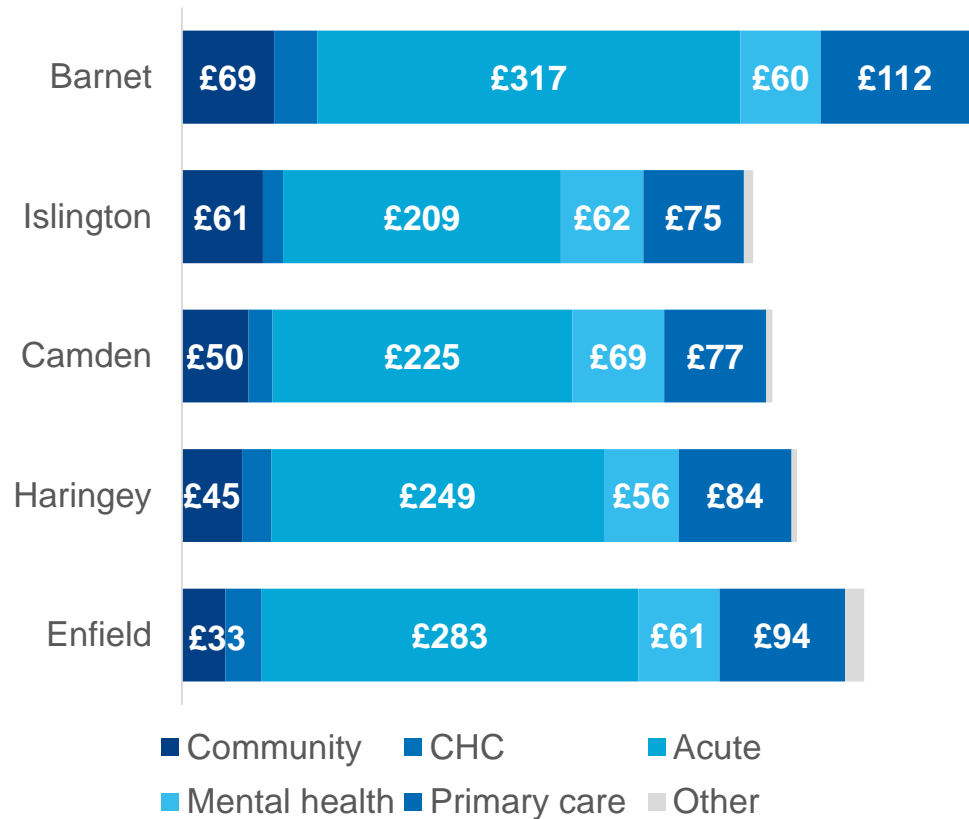 Barnet £69 £317 £60 £112
Islington £61 £209 £62 £75
Camden £50 £225 £69 £77
Haringey £45 £249 £56 £84
Enfield £33 £283 £61 £94
Community CHC Acute
Mental health Primary care Other